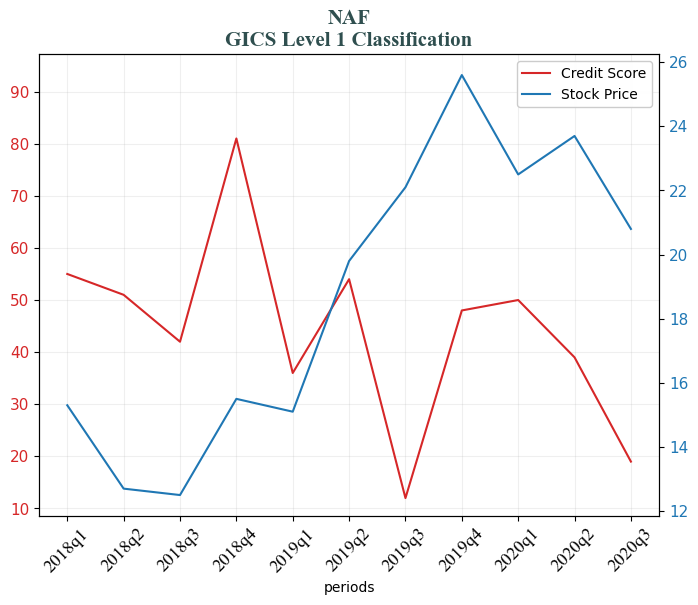 NAF
GICS Level 1 Classification
Credit Score
Stock Price
90
80
70
60
50
40
30
20
10
26
24
22
20
18
16
14
12
2018q1
2018q2
2018q3
2018q4
2019q1
2019q2
2019q3
2019q4
2020q1
2020q2
2020q3
periods